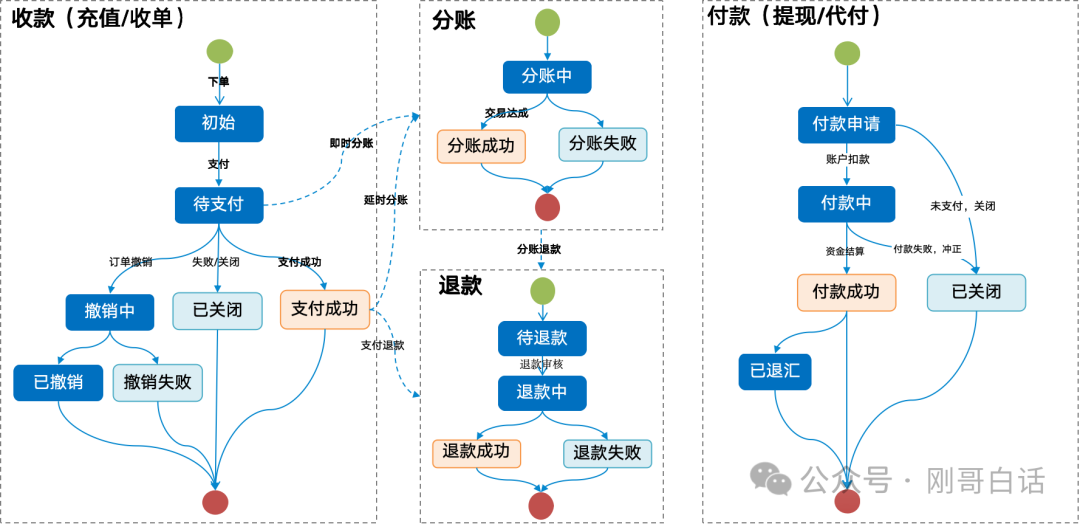 收款（充值/收单）
下单
初始
支付
待支付
即时分账
延时分账
订单撤销
失败/关闭
支付成功
撤销中
已关闭
支付成功
支付退款
已撤销
撤销失败
分账
分账中
交易达成
分账成功
分账失败
分账退款
退款
待退款
退款审核
退款中
退款成功
退款失败
付款（提现/代付）
付款申请
账户扣款
付款中
未支付，关闭
资金结算
付款失败，冲正
付款成功
已关闭
已退汇
公众号 · 刚哥白话